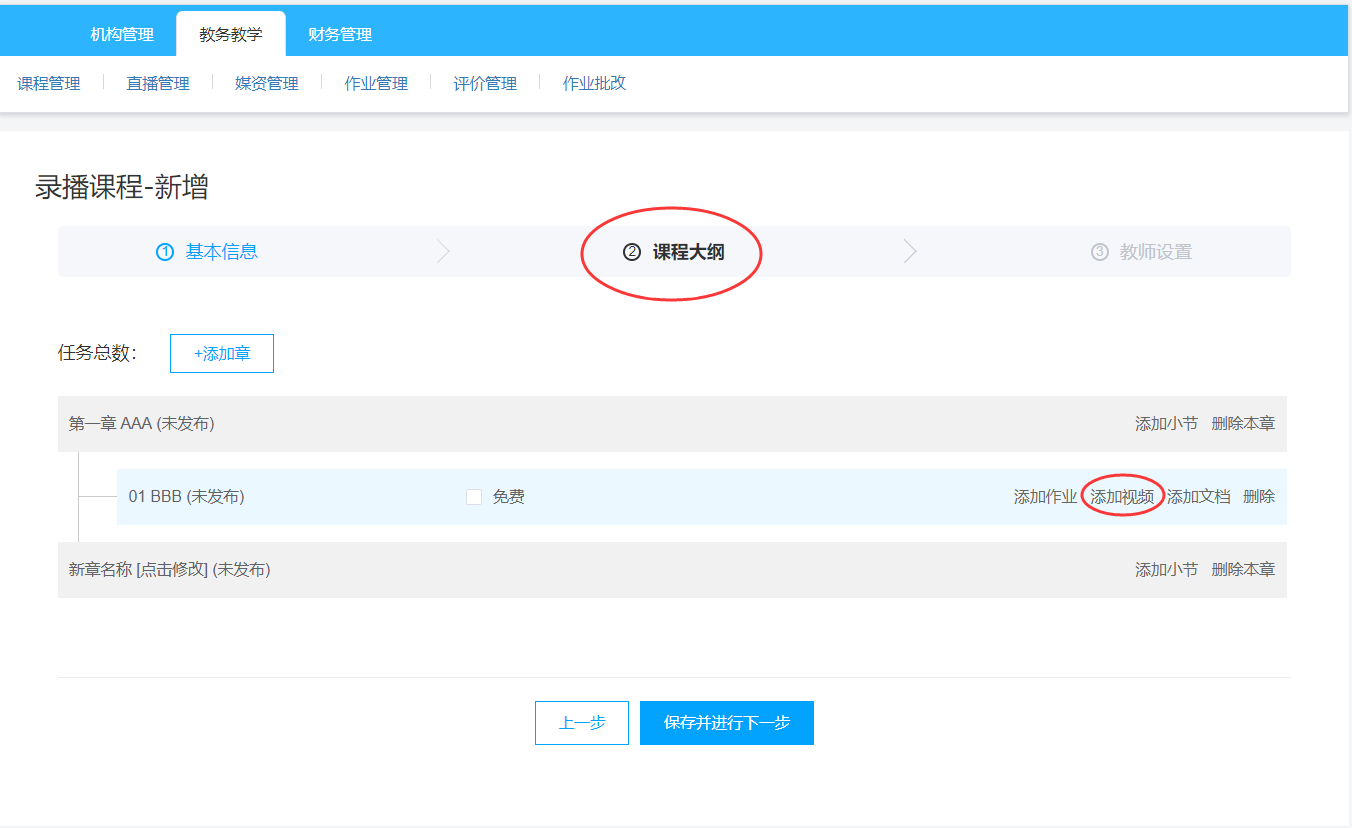 机构管理 教务教学 财务管理
课程管理 直播管理 媒资管理 作业管理 评价管理 作业批改
录播课程-新增
① 基本信息 ② 课程大纲 ③ 教师设置
任务总数： +添加章
第一章 AAA (未发布) 添加小节 删除本章
01 BBB (未发布) 免费 添加作业 添加视频 添加文档 删除
新章名称 [点击修改] (未发布) 添加小节 删除本章
上一步 保存并进行下一步